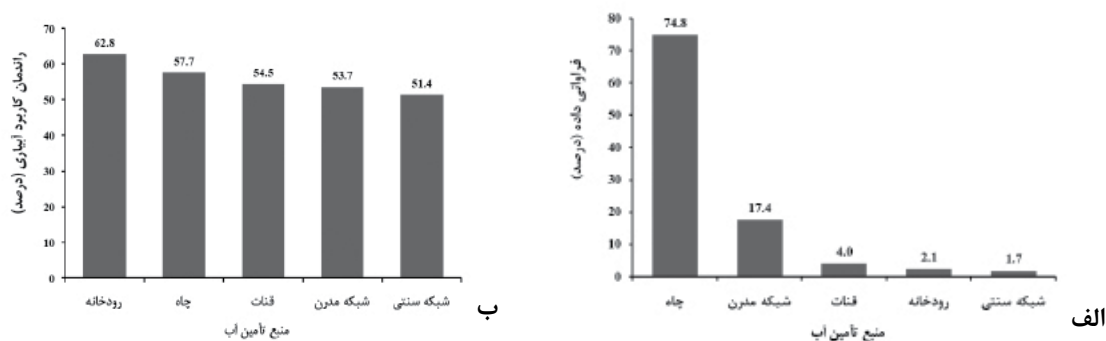 الف
فراوانی داده (درصد)
80
70
60
50
40
30
20
10
0
74.8
17.4
4.0
2.1
1.7
چاه
شبکه مدرن
قنات
رودخانه
شبکه سنتی
منبع تأمین آب
ب
راندمان کاربرد آبیاری (درصد)
70
60
50
40
30
20
10
0
62.8
57.7
54.5
53.7
51.4
رودخانه
چاه
قنات
شبکه مدرن
شبکه سنتی
منبع تأمین آب